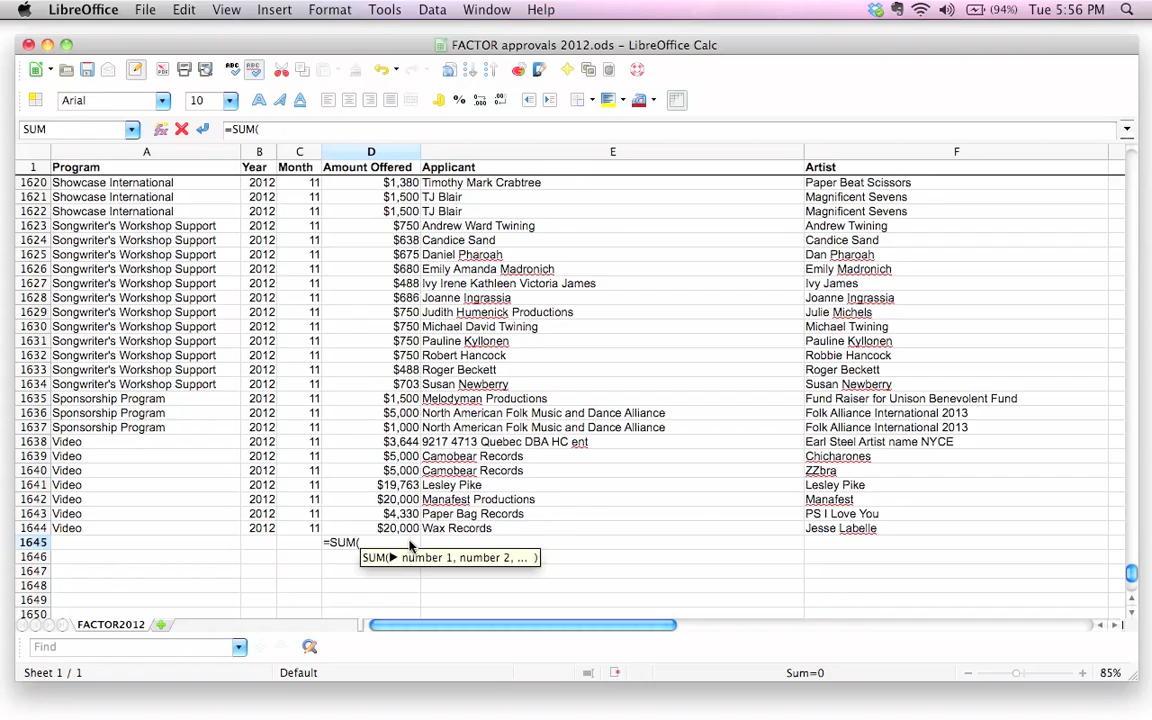 LibreOffice File Edit View Insert Format Tools Data Window Help (94%) Tue 5:56 PM
FACTOR approvals 2012.ods – LibreOffice Calc
Arial 10
SUM =SUM(
A B C D E F
1 Program Year Month Amount Offered Applicant Artist
1620 Showcase International 2012 11 $1,380 Timothy Mark Crabtree Paper Beat Scissors
1621 Showcase International 2012 11 $1,500 TJ Blair Magnificent Sevens
1622 Showcase International 2012 11 $1,500 TJ Blair Magnificent Sevens
1623 Songwriter's Workshop Support 2012 11 $750 Andrew Ward Twining Andrew Twining
1624 Songwriter's Workshop Support 2012 11 $638 Candice Sand Candice Sand
1625 Songwriter's Workshop Support 2012 11 $675 Daniel Pharoah Dan Pharoah
1626 Songwriter's Workshop Support 2012 11 $680 Emily Amanda Madronich Emily Madronich
1627 Songwriter's Workshop Support 2012 11 $488 Ivy Irene Kathleen Victoria James Ivy James
1628 Songwriter's Workshop Support 2012 11 $686 Joanne Ingrassia Joanne Ingrassia
1629 Songwriter's Workshop Support 2012 11 $750 Judith Humenick Productions Julie Michels
1630 Songwriter's Workshop Support 2012 11 $750 Michael David Twining Michael Twining
1631 Songwriter's Workshop Support 2012 11 $750 Pauline Kyllonen Pauline Kyllonen
1632 Songwriter's Workshop Support 2012 11 $750 Robert Hancock Robbie Hancock
1633 Songwriter's Workshop Support 2012 11 $488 Roger Beckett Roger Beckett
1634 Songwriter's Workshop Support 2012 11 $703 Susan Newberry Susan Newberry
1635 Sponsorship Program 2012 11 $1,500 Melodyman Productions Fund Raiser for Unison Benevolent Fund
1636 Sponsorship Program 2012 11 $5,000 North American Folk Music and Dance Alliance Folk Alliance International 2013
1637 Sponsorship Program 2012 11 $1,000 North American Folk Music and Dance Alliance Folk Alliance International 2013
1638 Video 2012 11 $3,644 9217 4713 Quebec DBA HC ent Earl Steel Artist name NYCE
1639 Video 2012 11 $5,000 Camobear Records Chicharones
1640 Video 2012 11 $5,000 Camobear Records ZZbra
1641 Video 2012 11 $19,763 Lesley Pike Lesley Pike
1642 Video 2012 11 $20,000 Manafest Productions Manafest
1643 Video 2012 11 $4,330 Paper Bag Records PS I Love You
1644 Video 2012 11 $20,000 Wax Records Jesse Labelle
1645 =SUM(
1646 SUM(▶ number 1, number 2, ... )
1647
1648
1649
1650
FACTOR2012
Find
Sheet 1 / 1 Default Sum=0 85%